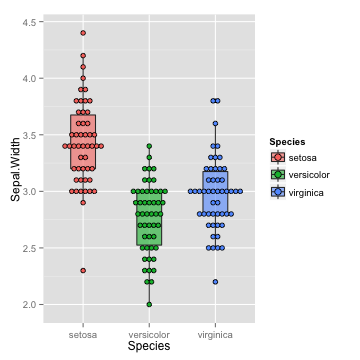 4.5
4.0
3.5
3.0
2.5
2.0
Sepal.Width
setosa versicolor virginica
Species
Species
setosa
versicolor
virginica